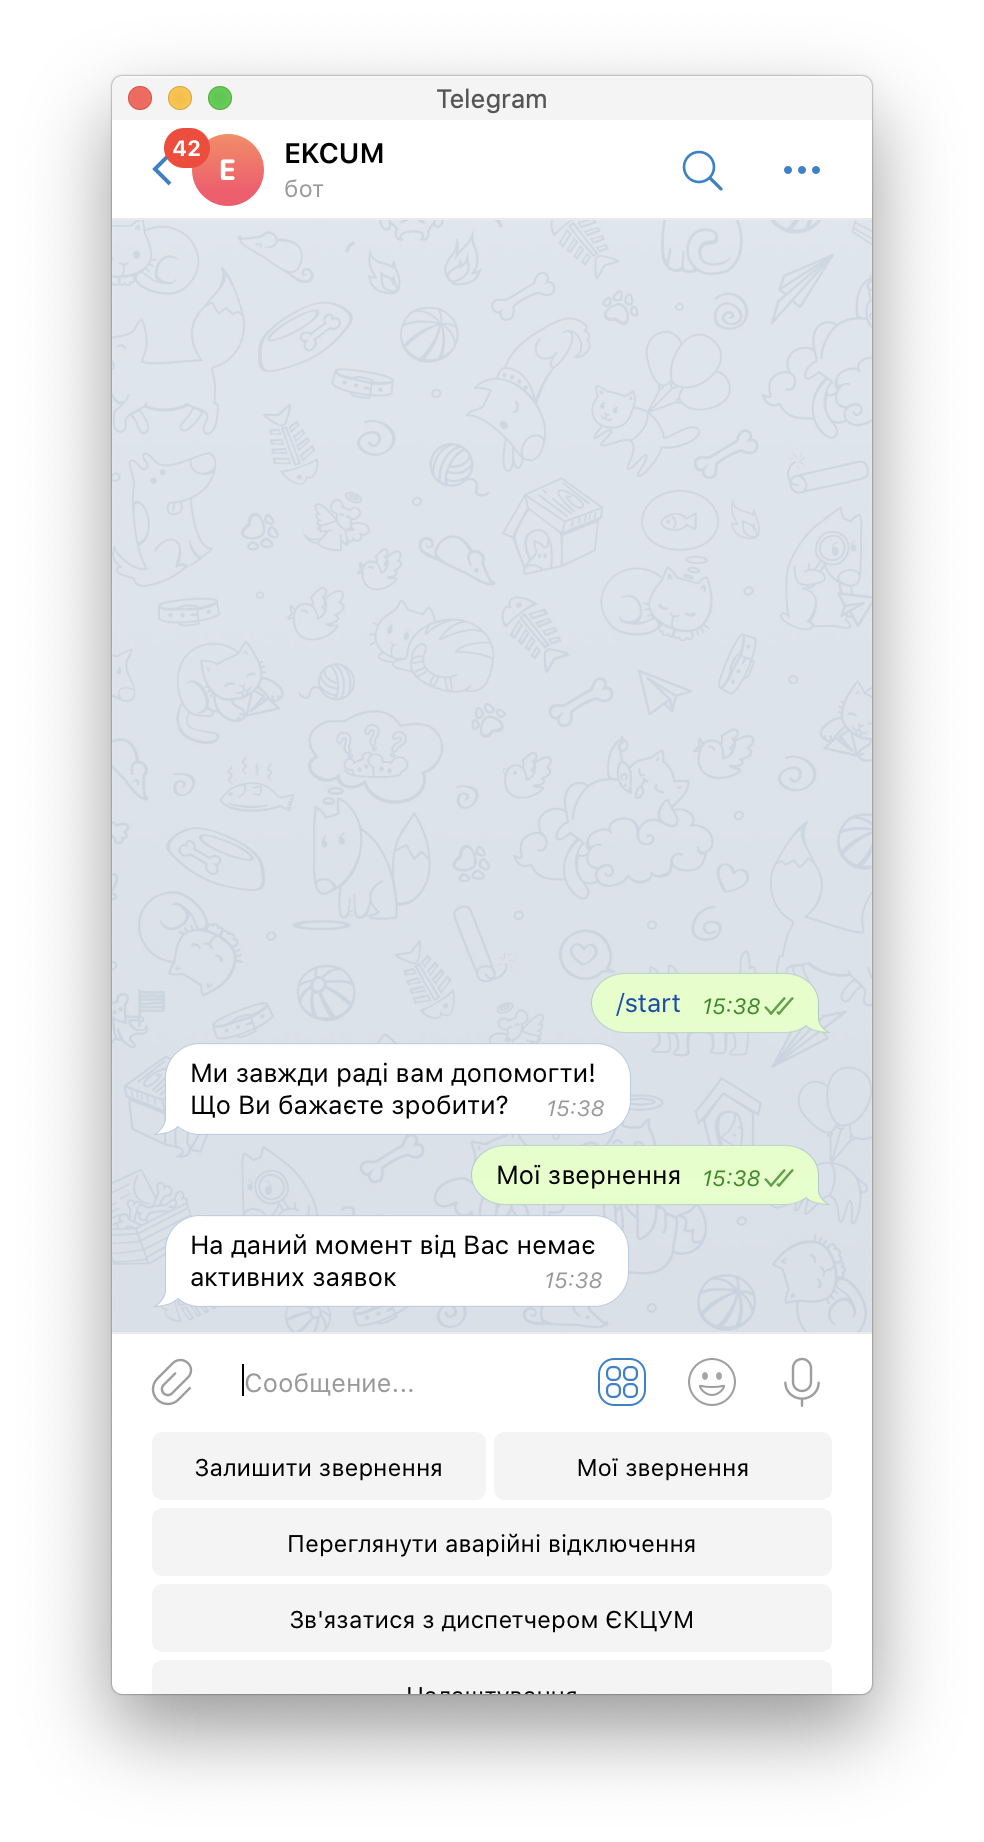 Telegram
42
E
EKCUM
бот
/start 15:38
Ми завжди раді вам допомогти!
Що Ви бажаєте зробити? 15:38
Мої звернення 15:38
На даний момент від Вас немає
активних заявок 15:38
Сообщение...
Залишити звернення
Мої звернення
Переглянути аварійні відключення
Зв'язатися з диспетчером ЄКЦУМ
Налаштування